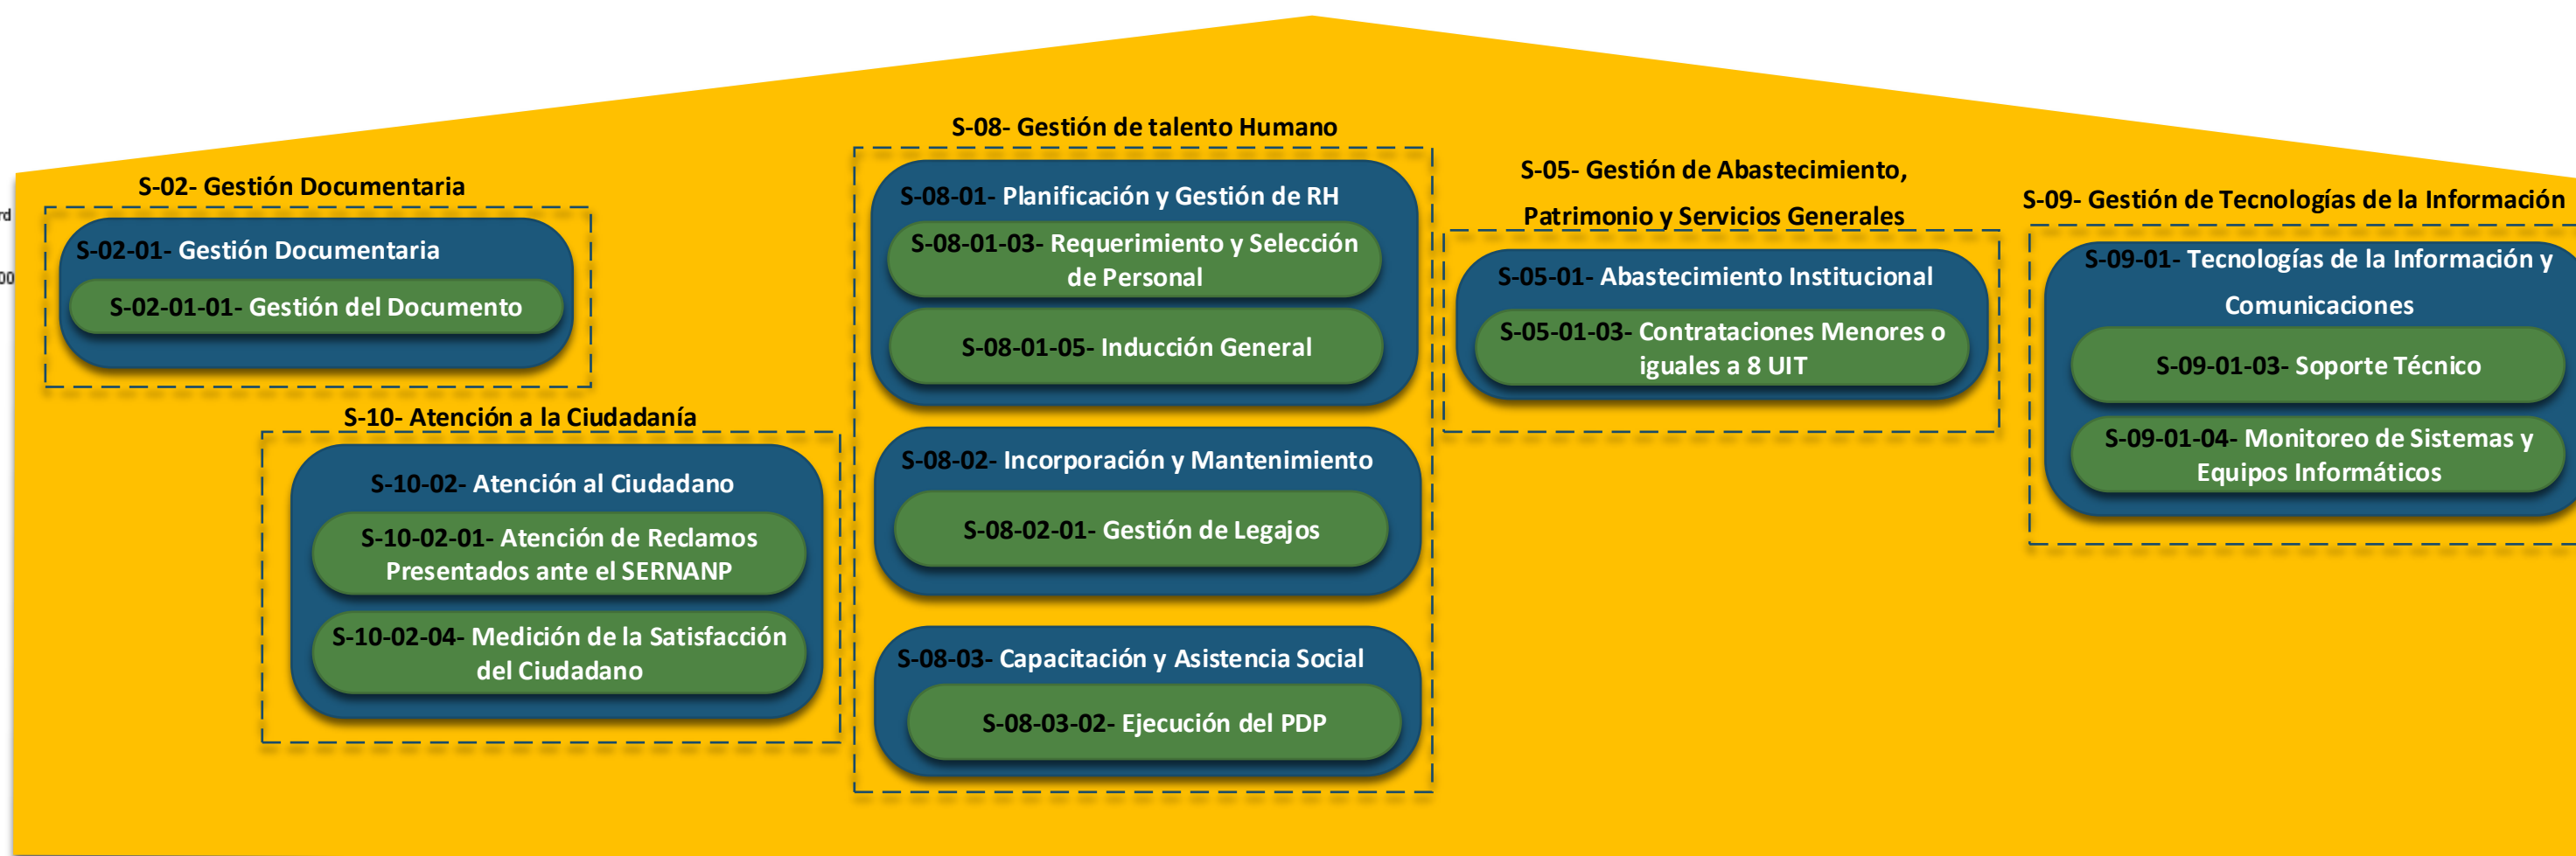 S-02- Gestión Documentaria
S-02-01- Gestión Documentaria
S-02-01-01- Gestión del Documento
S-10- Atención a la Ciudadanía
S-10-02- Atención al Ciudadano
S-10-02-01- Atención de Reclamos
Presentados ante el SERNANP
S-10-02-04- Medición de la Satisfacción
del Ciudadano
S-08- Gestión de talento Humano
S-08-01- Planificación y Gestión de RH
S-08-01-03- Requerimiento y Selección
de Personal
S-08-01-05- Inducción General
S-08-02- Incorporación y Mantenimiento
S-08-02-01- Gestión de Legajos
S-08-03- Capacitación y Asistencia Social
S-08-03-02- Ejecución del PDP
S-05- Gestión de Abastecimiento,
Patrimonio y Servicios Generales
S-05-01- Abastecimiento Institucional
S-05-01-03- Contrataciones Menores o
iguales a 8 UIT
S-09- Gestión de Tecnologías de la Información
S-09-01- Tecnologías de la Información y
Comunicaciones
S-09-01-03- Soporte Técnico
S-09-01-04- Monitoreo de Sistemas y
Equipos Informáticos